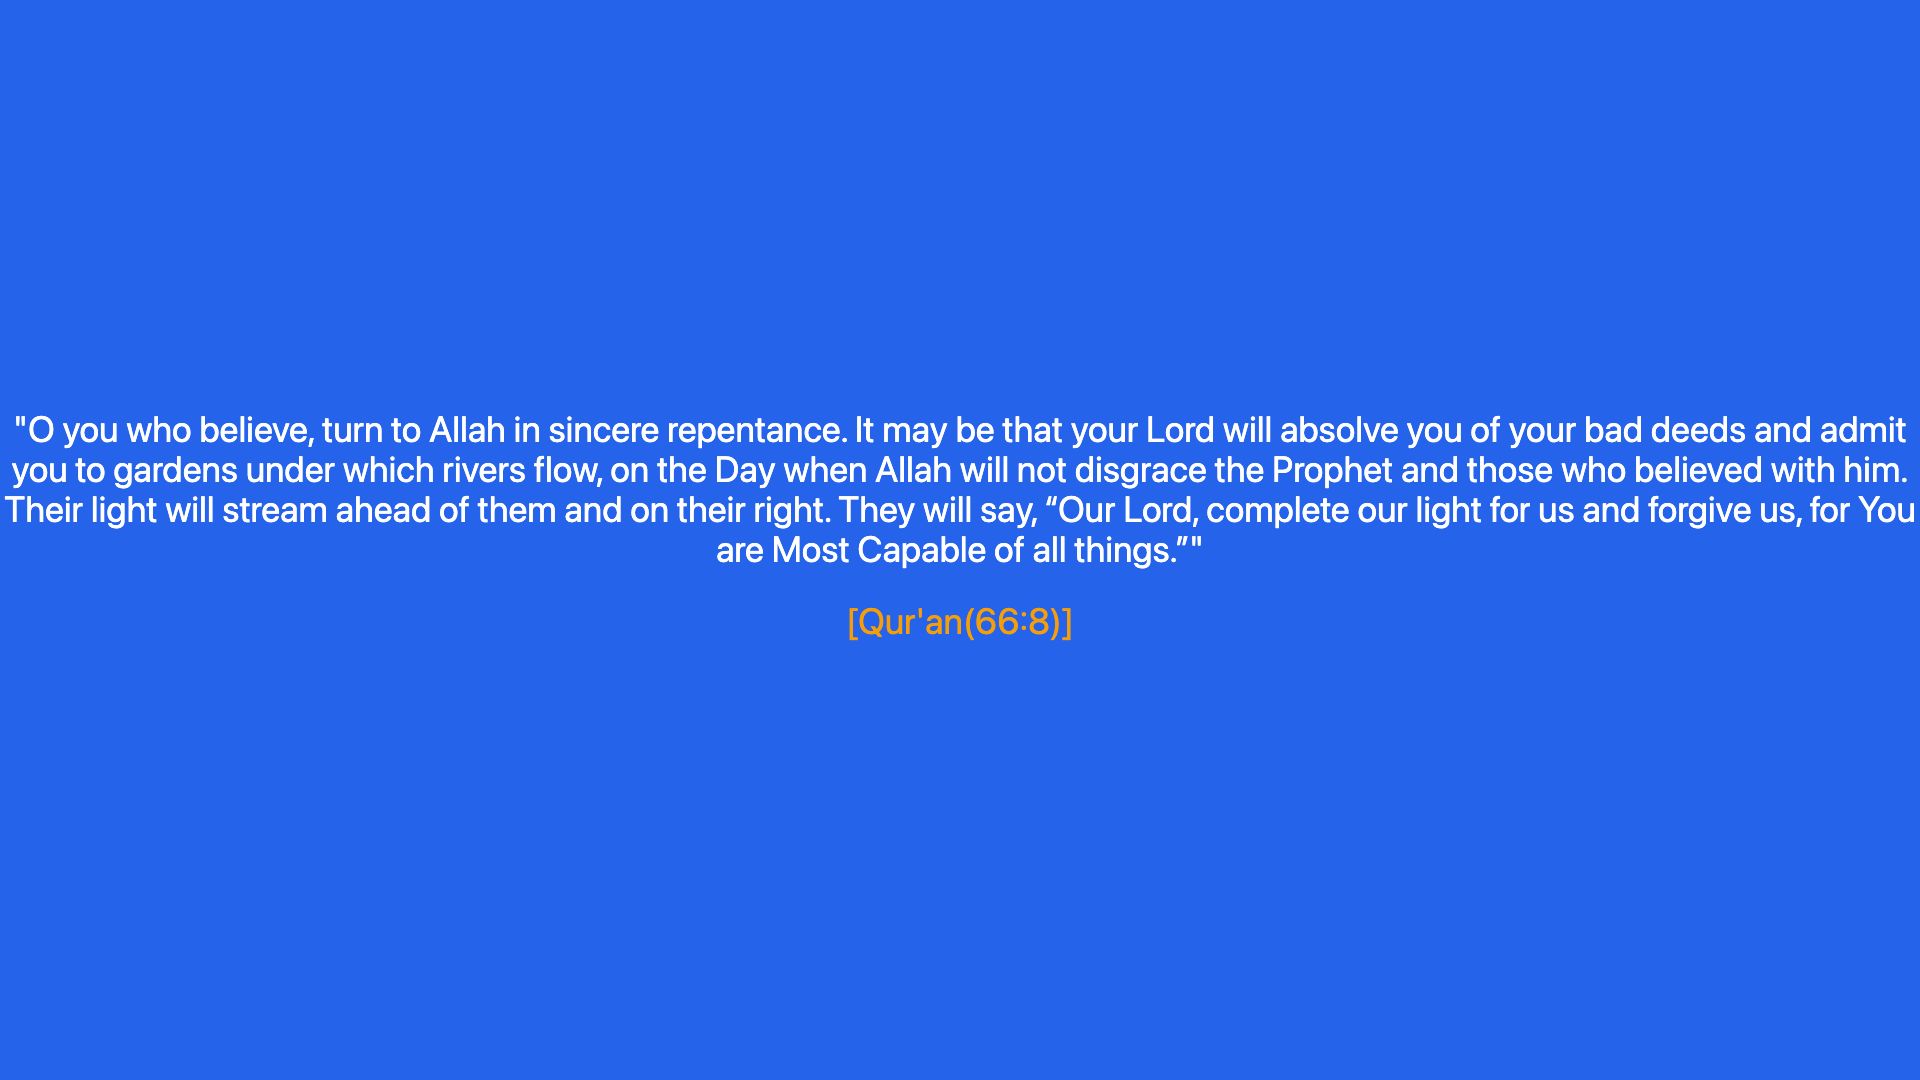 "O you who believe, turn to Allah in sincere repentance. It may be that your Lord will absolve you of your bad deeds and admit
you to gardens under which rivers flow, on the Day when Allah will not disgrace the Prophet and those who believed with him.
Their light will stream ahead of them and on their right. They will say, “Our Lord, complete our light for us and forgive us, for You
are Most Capable of all things.”"
[Qur'an(66:8)]